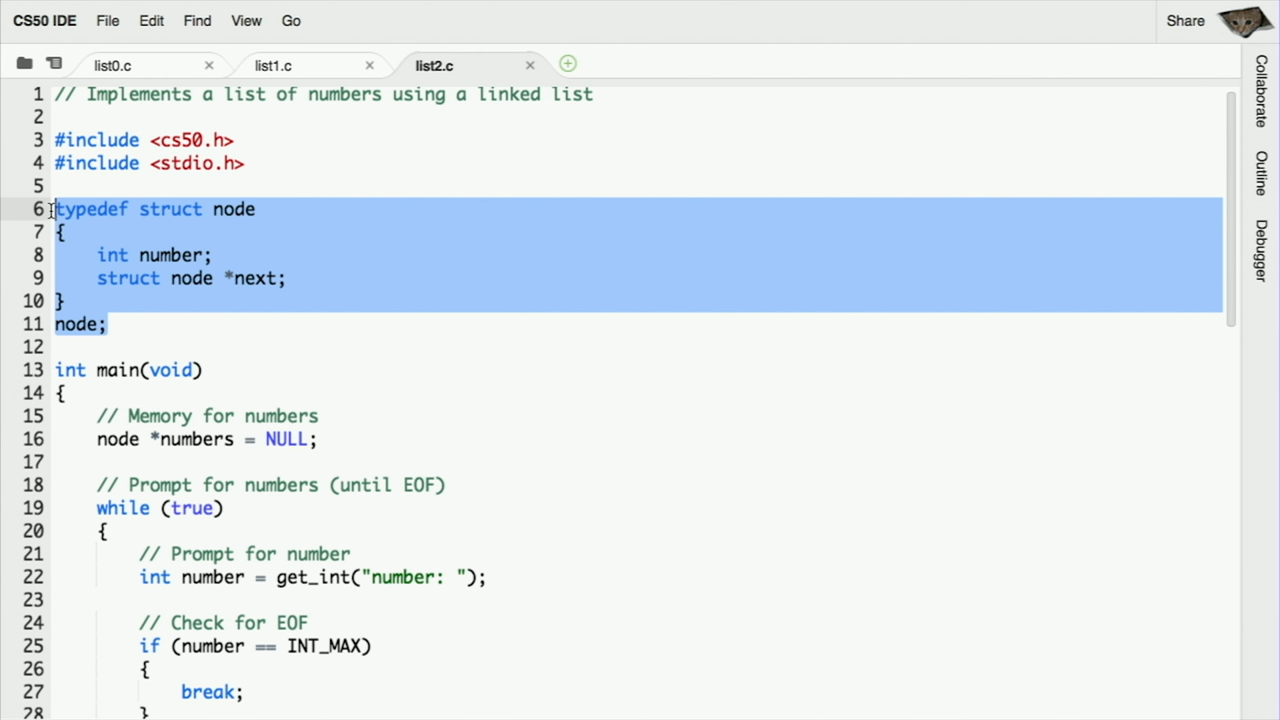 CS50 IDE File Edit Find View Go Share
list0.c × list1.c × list2.c ×
1 // Implements a list of numbers using a linked list
2
3 #include <cs50.h>
4 #include <stdio.h>
5
6 typedef struct node
7 {
8     int number;
9     struct node *next;
10 }
11 node;
12
13 int main(void)
14 {
15     // Memory for numbers
16     node *numbers = NULL;
17
18     // Prompt for numbers (until EOF)
19     while (true)
20     {
21         // Prompt for number
22         int number = get_int("number: ");
23
24         // Check for EOF
25         if (number == INT_MAX)
26         {
27             break;
28         }
Collaborate
Outline
Debugger